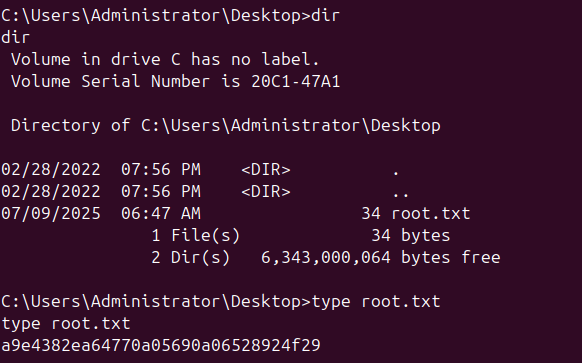 C:\Users\Administrator\Desktop>dir
dir
 Volume in drive C has no label.
 Volume Serial Number is 20C1-47A1

 Directory of C:\Users\Administrator\Desktop

02/28/2022  07:56 PM    <DIR>          .
02/28/2022  07:56 PM    <DIR>          ..
07/09/2025  06:47 AM                34 root.txt
               1 File(s)             34 bytes
               2 Dir(s)   6,343,000,064 bytes free

C:\Users\Administrator\Desktop>type root.txt
type root.txt
a9e4382ea64770a05690a06528924f29